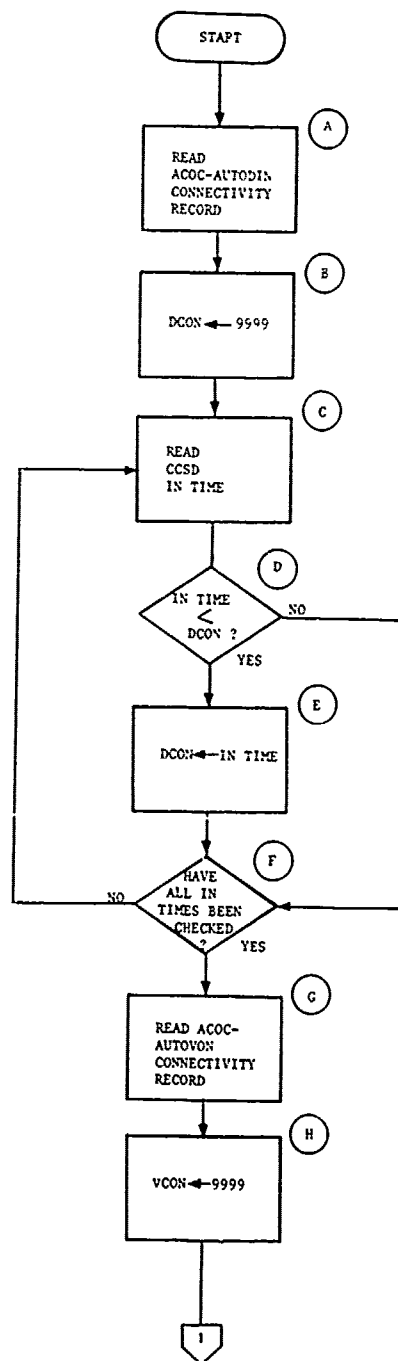 STAPT
A
READ
ACOC-AUTODIN
CONNECTIVITY
RECORD
B
DCON ← 9999
C
READ
CCSD
IN TIME
D
IN TIME
<
DCON ?
NO
YES
E
DCON ← IN TIME
F
HAVE
ALL IN
TIMES BEEN
CHECKED
?
NO
YES
G
READ ACOC-
AUTOVON
CONNECTIVITY
RECORD
H
VCON ← 9999
1